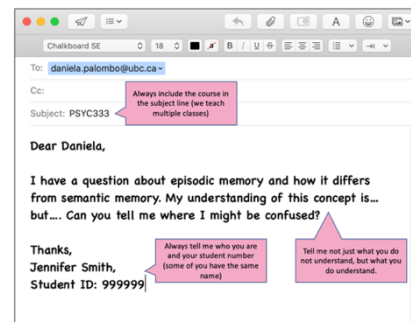 Chalkboard SE 18 B I U S
To: daniela.palombo@ubc.ca
Cc:
Always include the course in
the subject line (we teach
multiple classes)
Subject: PSYC333
Dear Daniela,
I have a question about episodic memory and how it differs
from semantic memory. My understanding of this concept is...
but.... Can you tell me where I might be confused?
Thanks,
Jennifer Smith,
Student ID: 999999
Always tell me who you are
and your student number
(some of you have the same
name)
Tell me not just what you do
not understand, but what you
do understand.